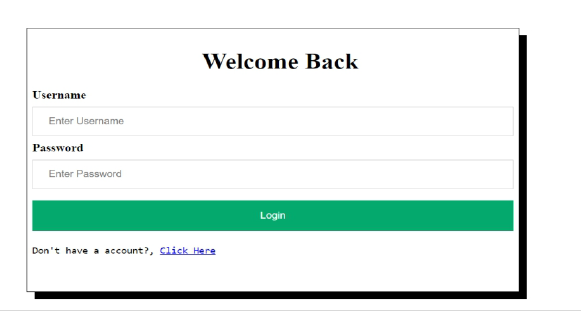 Welcome Back
Username
Enter Username
Password
Enter Password
Login
Don't have a account?, Click Here